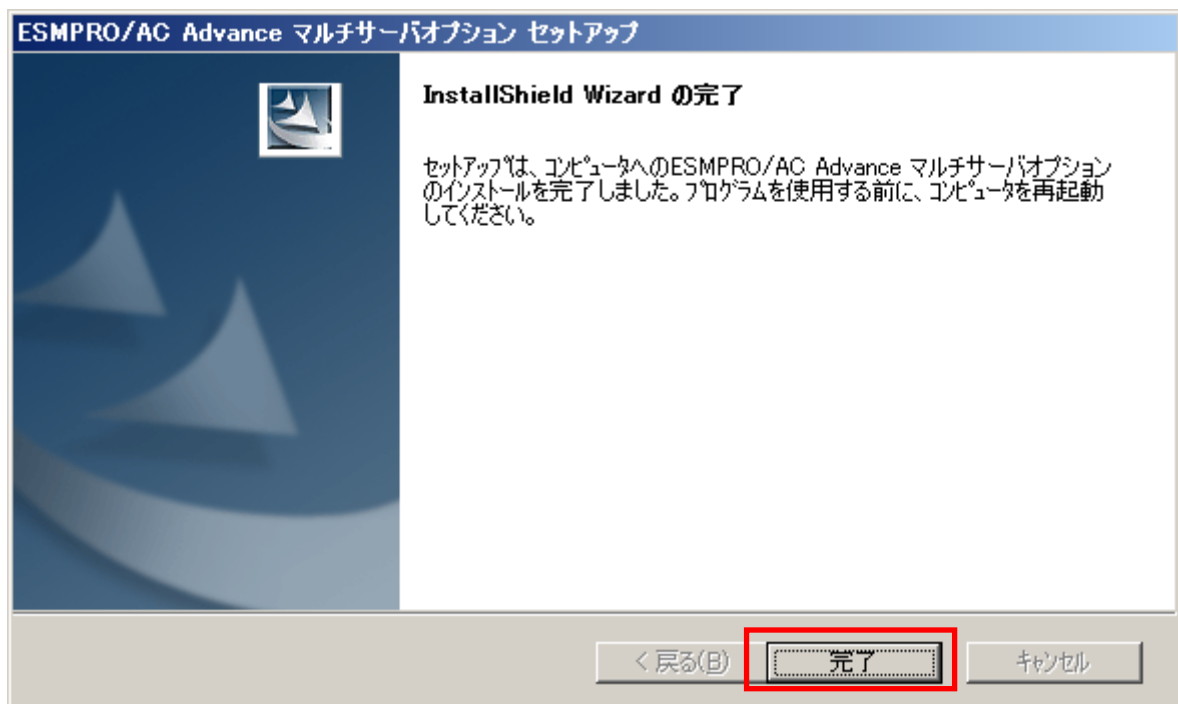 ESMPRO/AC Advance マルチサーバオプション セットアップ
InstallShield Wizard の完了
セットアップは、コンピュータへのESMPRO/AC Advance マルチサーバオプション
のインストールを完了しました。プログラムを使用する前に、コンピュータを再起動
してください。
< 戻る(B)
完了
キャンセル